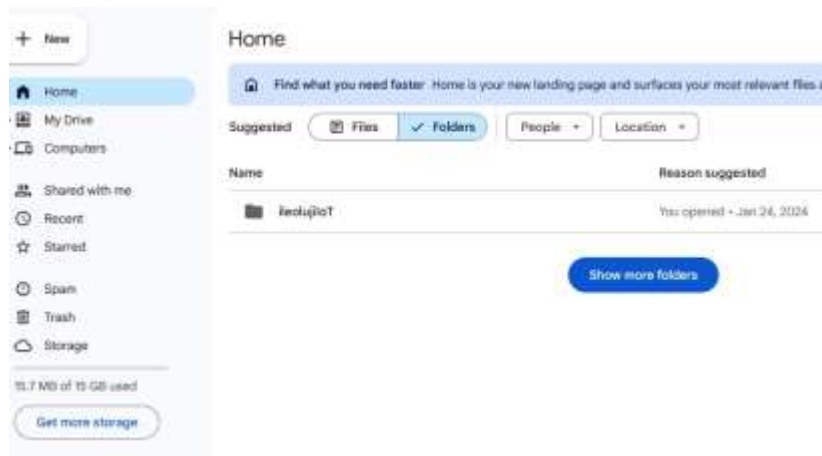 New
Home
My Drive
Computers
Shared with me
Recent
Starred
Spam
Trash
Storage
15.7 MB of 15 GB used
Get more storage
Home
Find what you need faster Home is your new landing page and surfaces your most relevant files
Suggested Files Folders People Location
Name Reason suggested
You opened • Jan 24, 2024
Show more folders